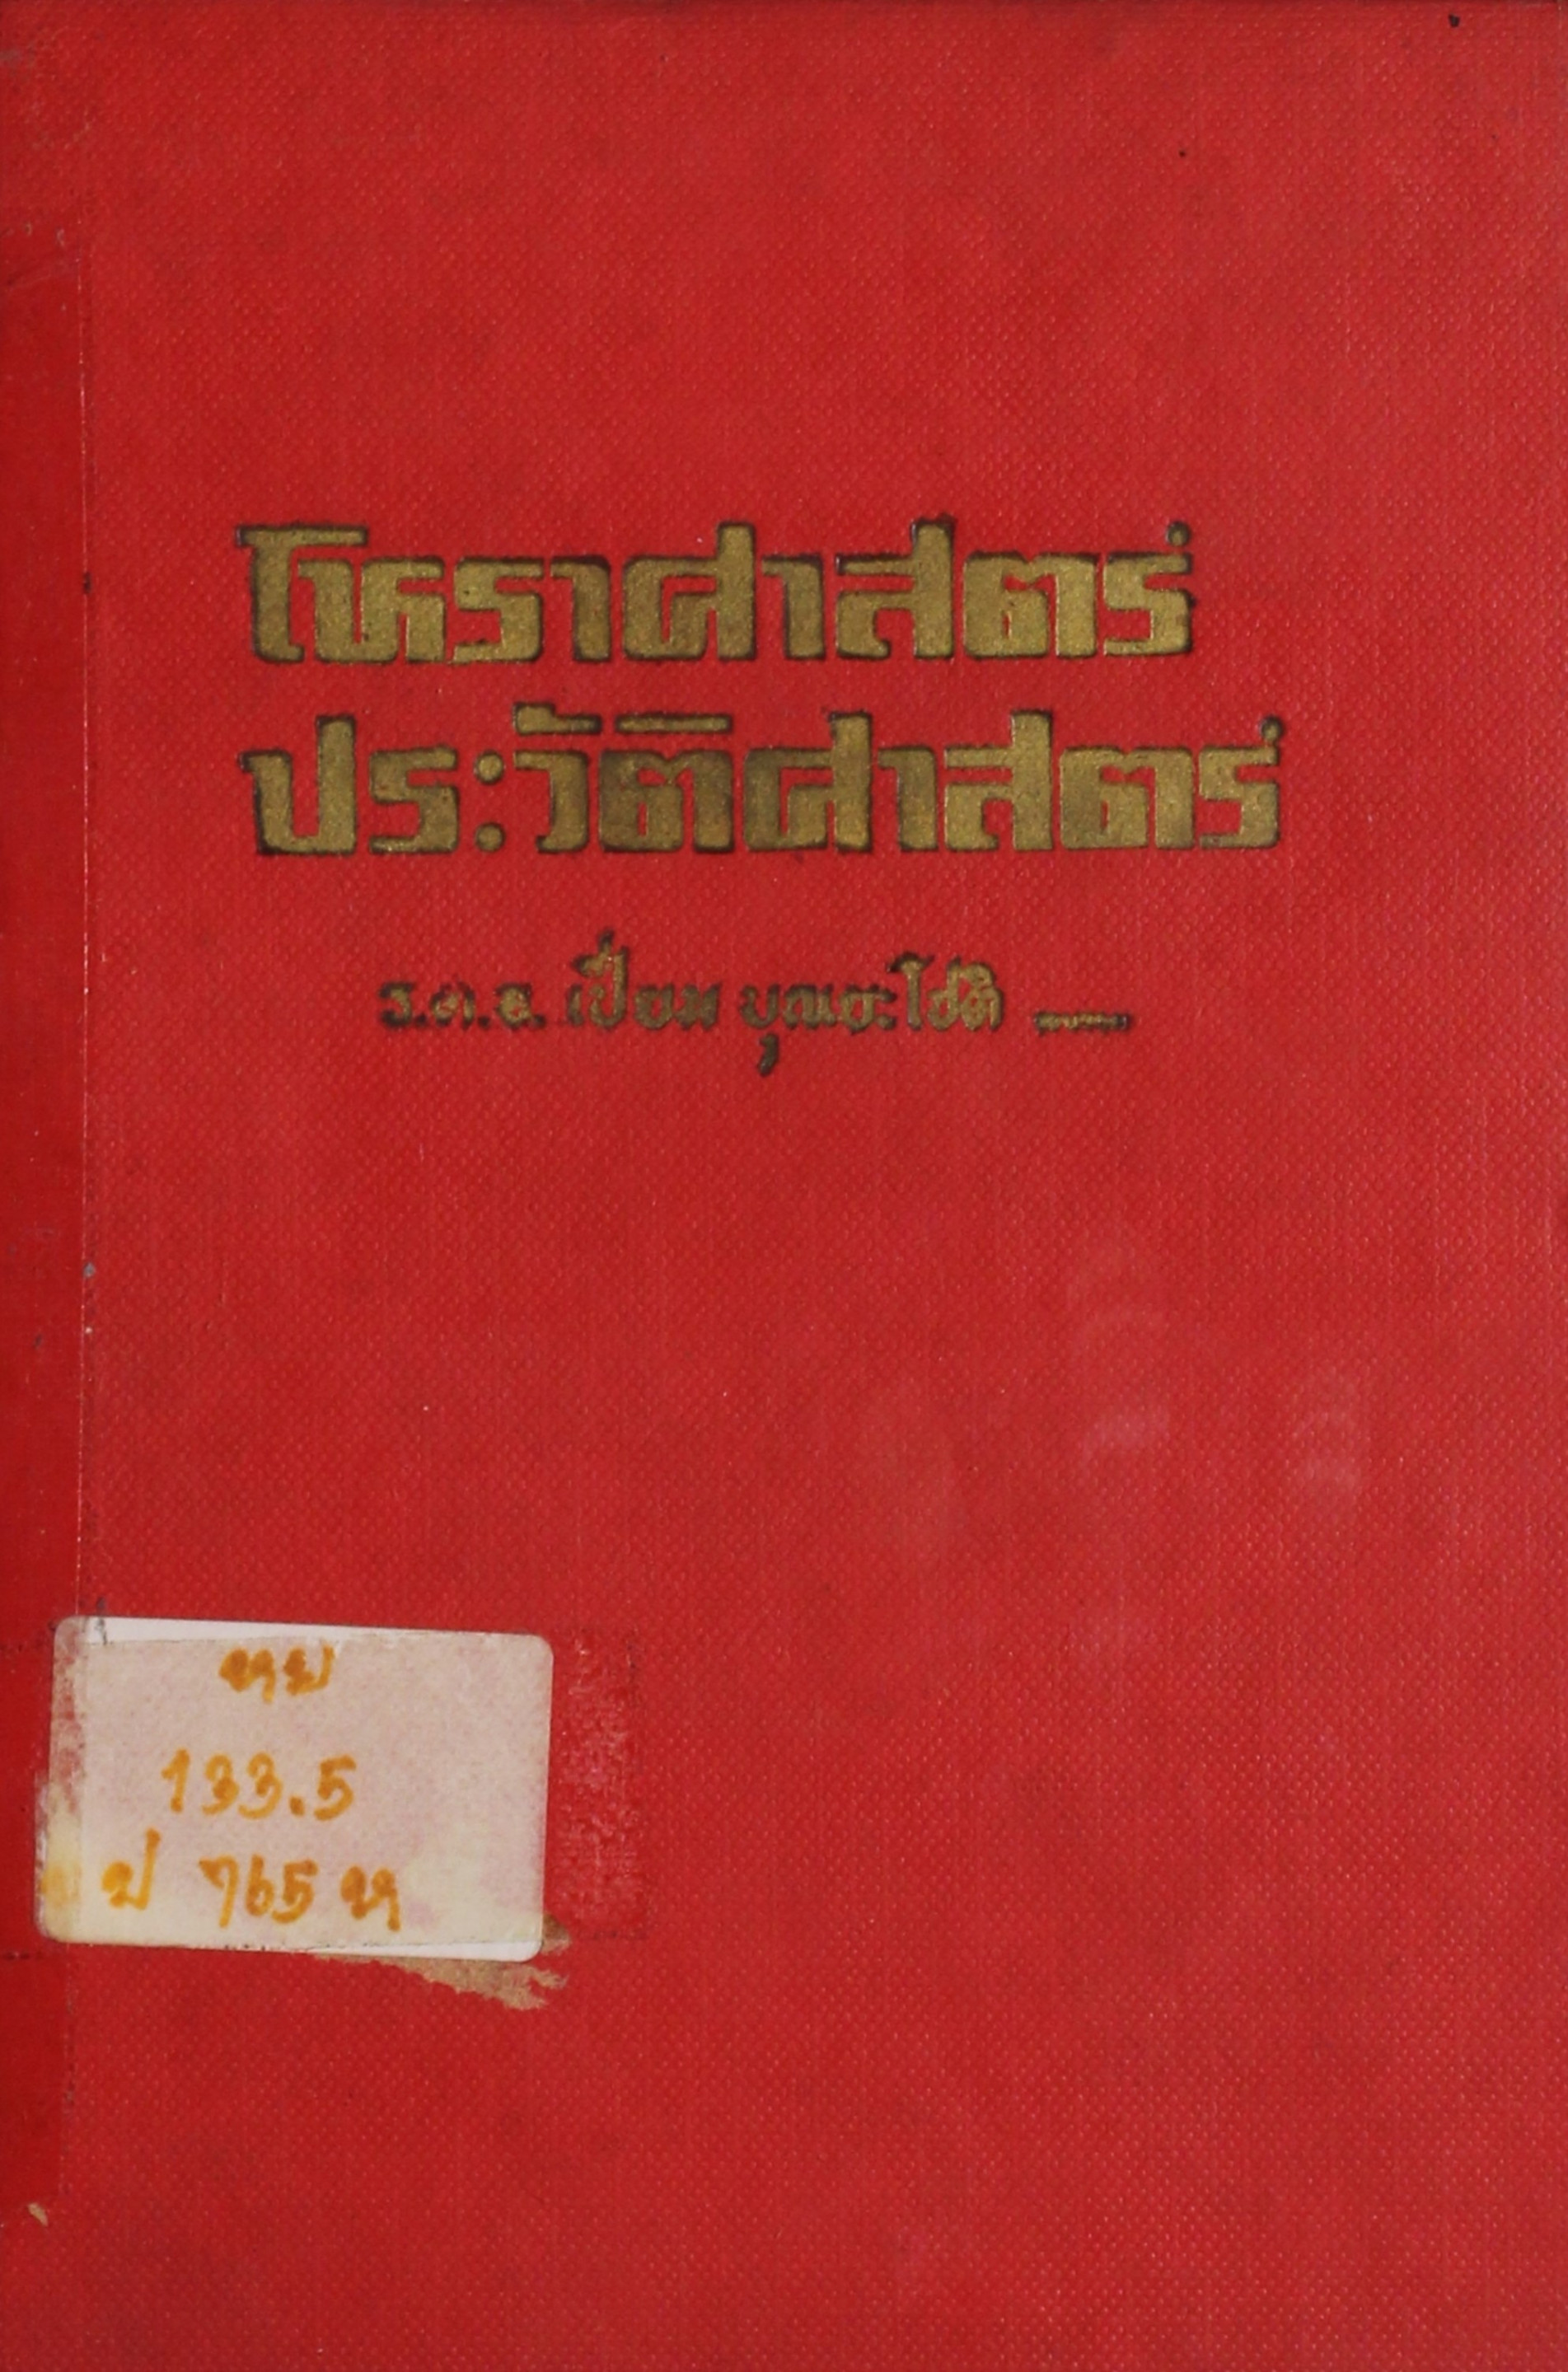 โหราศาสตร์
ประวัติศาสตร์
ร.ต.อ. เปี่ยม บุณยะโชติ
หบ
133.5
ป 765 ห